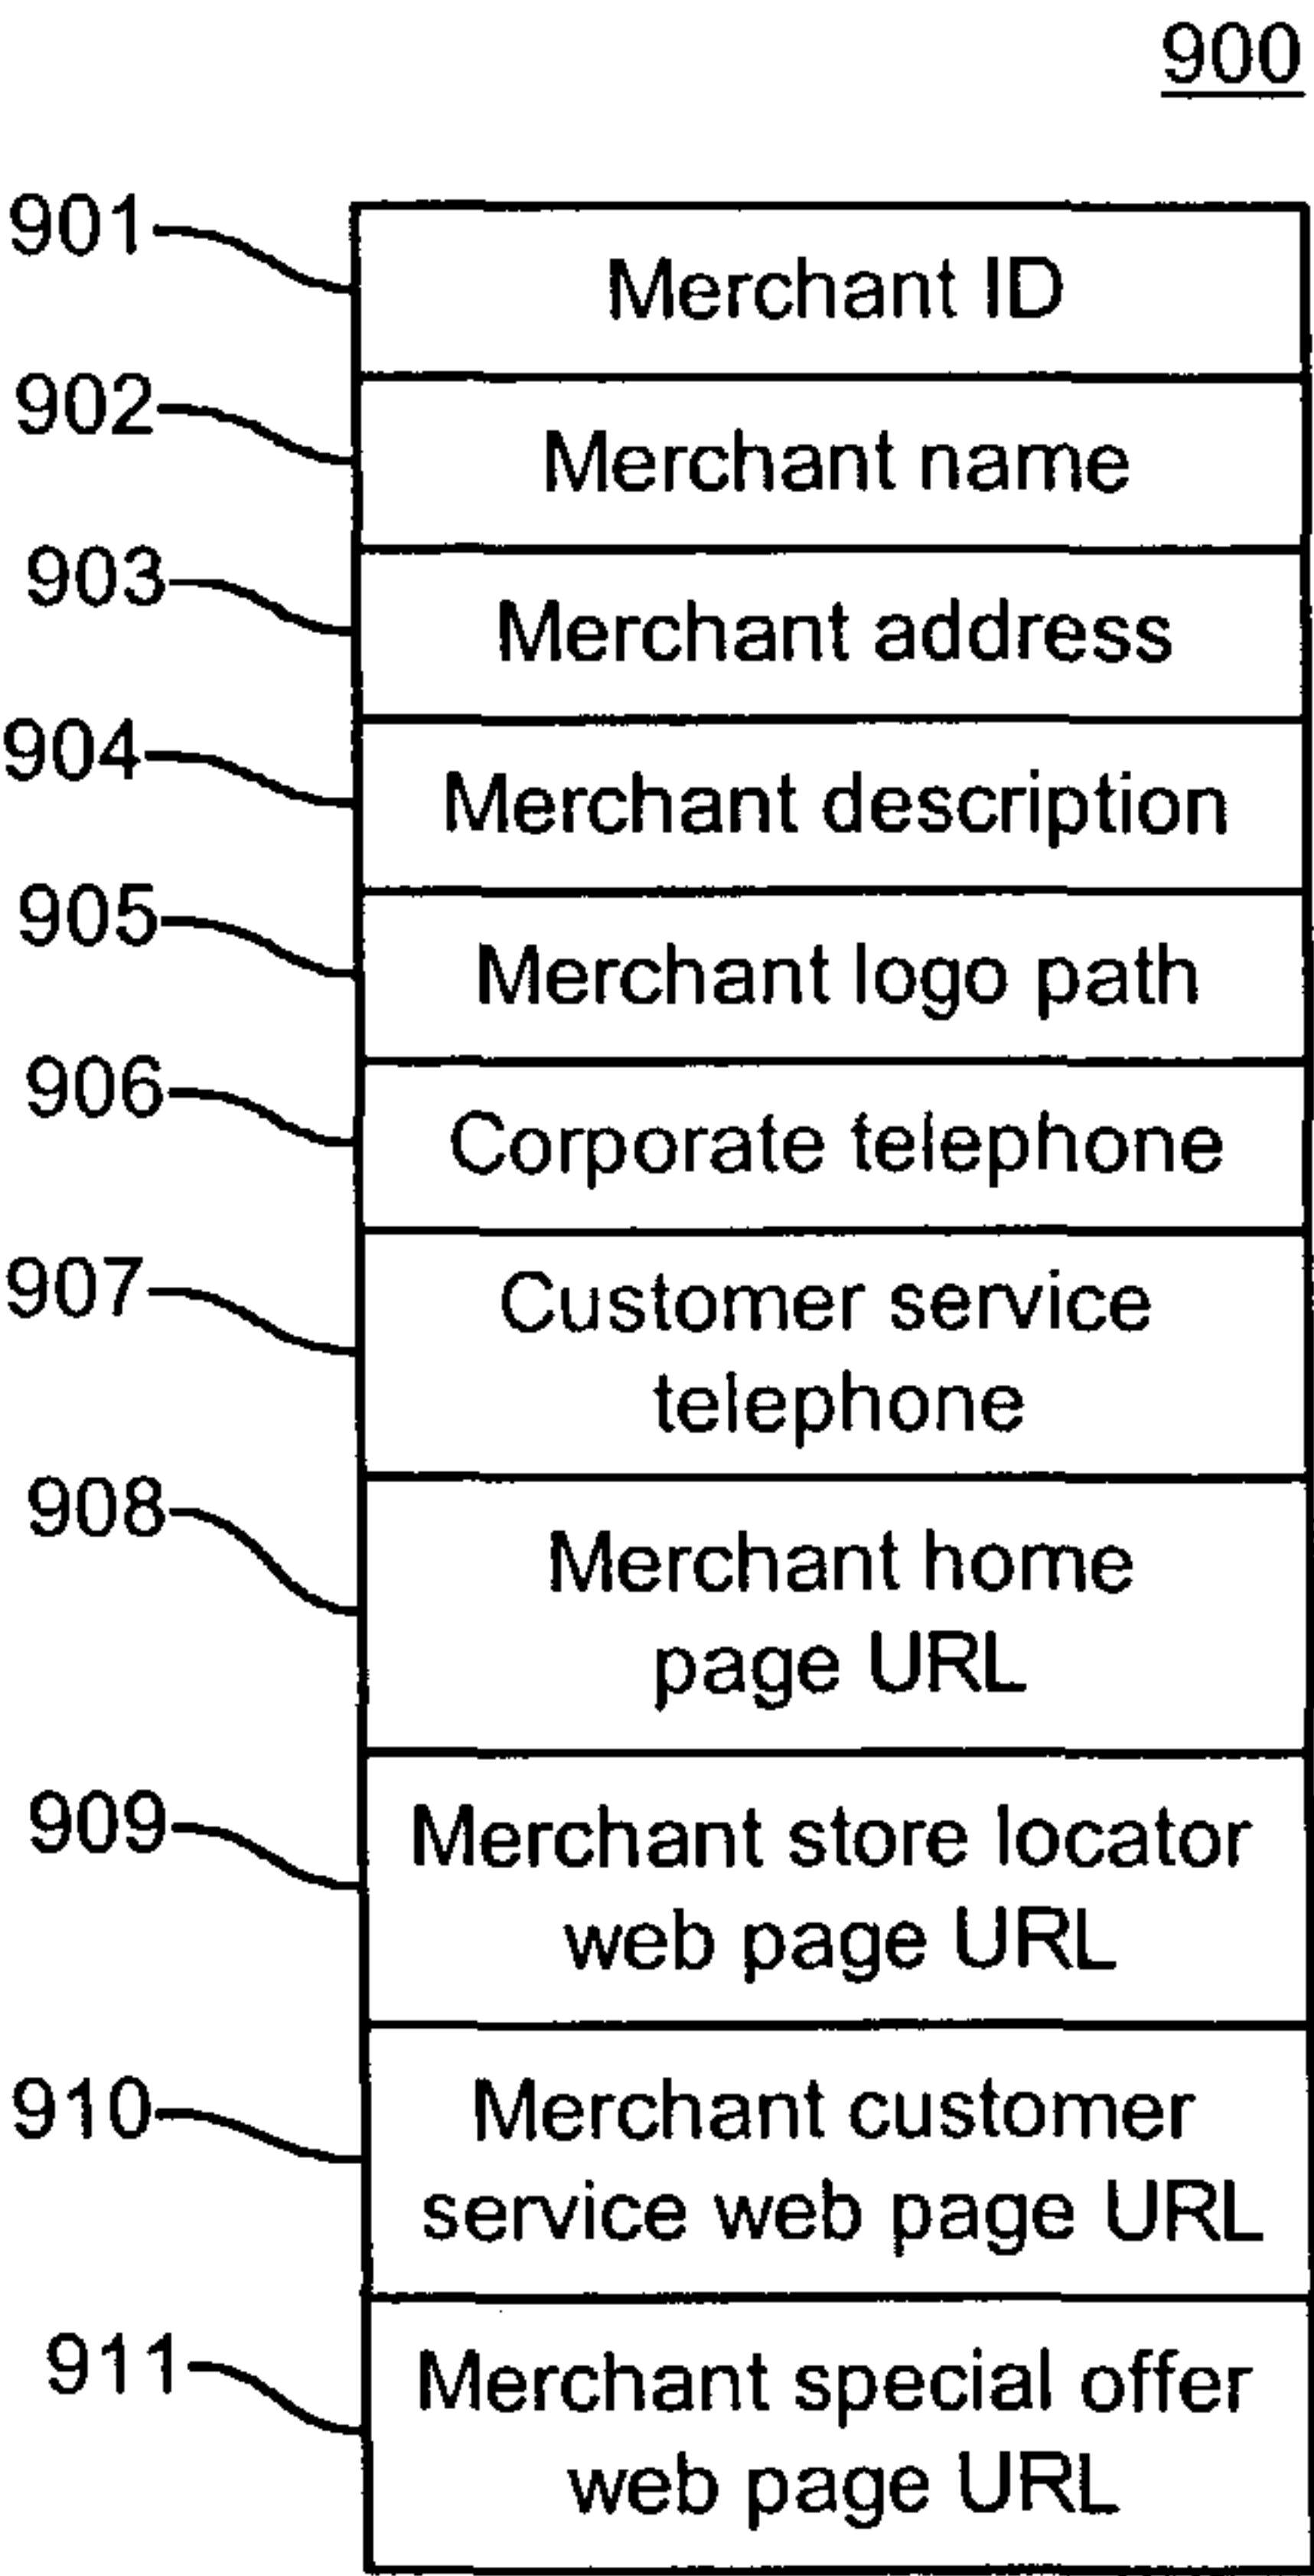 900
901
Merchant ID
902
Merchant name
903
Merchant address
904
Merchant description
905
Merchant logo path
906
Corporate telephone
907
Customer service
telephone
908
Merchant home
page URL
909
Merchant store locator
web page URL
910
Merchant customer
service web page URL
911
Merchant special offer
web page URL